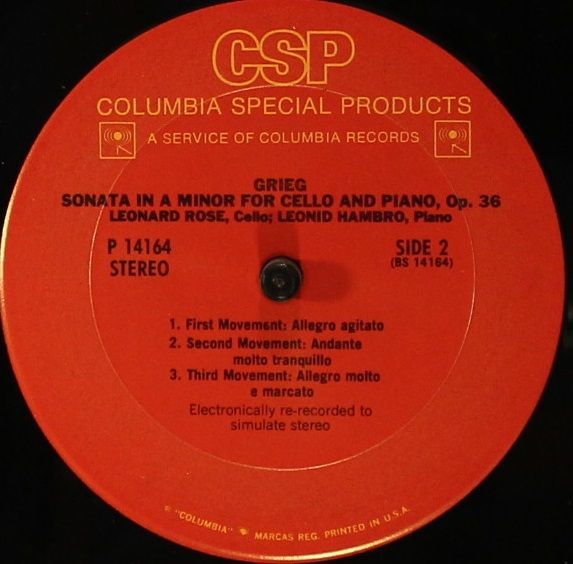 CSP
COLUMBIA SPECIAL PRODUCTS
A SERVICE OF COLUMBIA RECORDS
GRIEG
SONATA IN A MINOR FOR CELLO AND PIANO, Op. 36
LEONARD ROSE, Cello; LEONID HAMBRO, Piano
P 14164
STEREO
SIDE 2
(BS 14164)
1. First Movement: Allegro agitato
2. Second Movement: Andante
molto tranquillo
3. Third Movement: Allegro molto
e marcato
Electronically re-recorded to
simulate stereo
"COLUMBIA" MARCAS REG. PRINTED IN U.S.A.